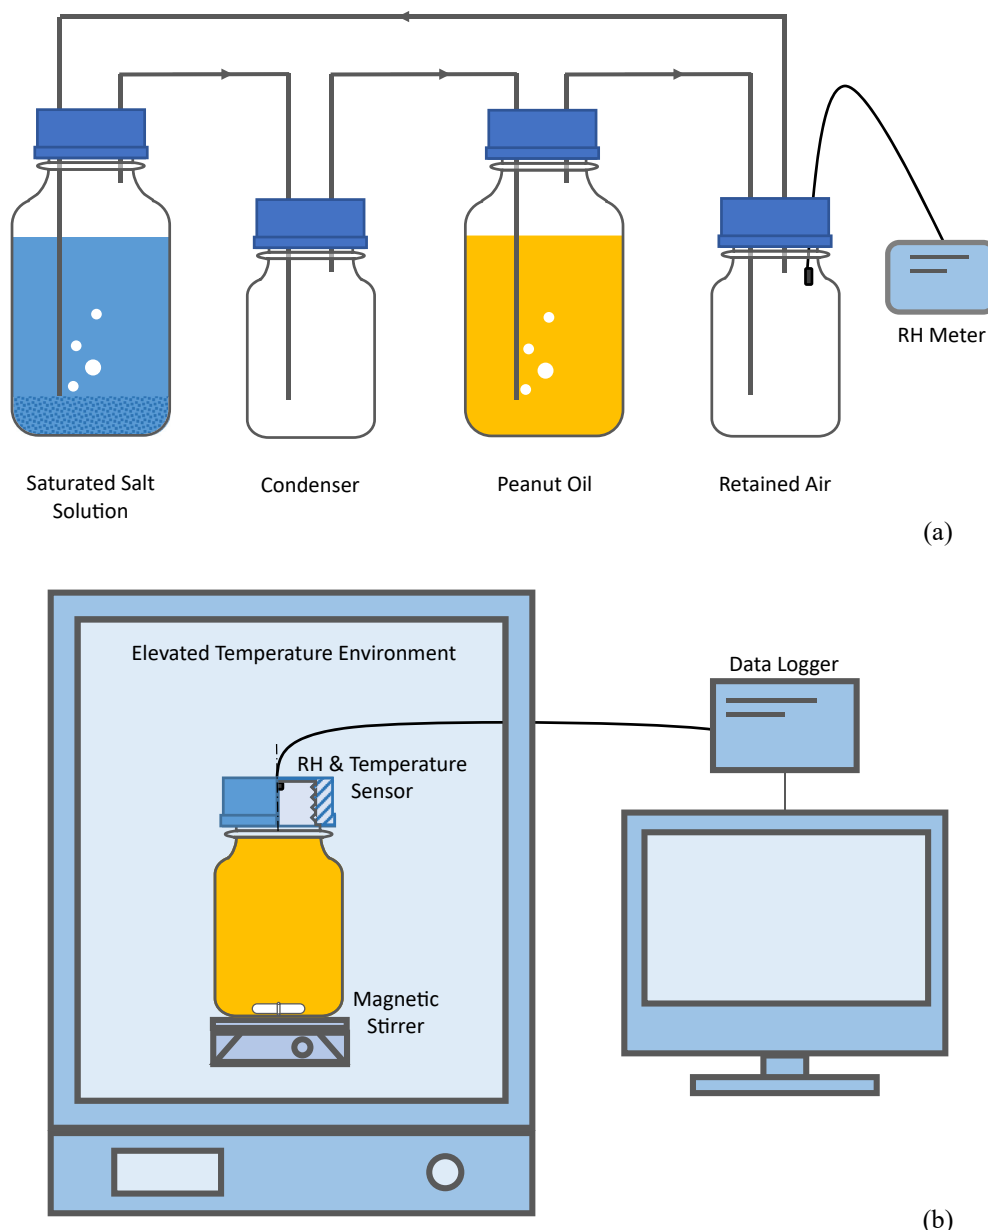 RH Meter
Saturated Salt
Solution
Condenser
Peanut Oil
Retained Air
(a)
Elevated Temperature Environment
Data Logger
RH & Temperature
Sensor
Magnetic
Stirrer
(b)